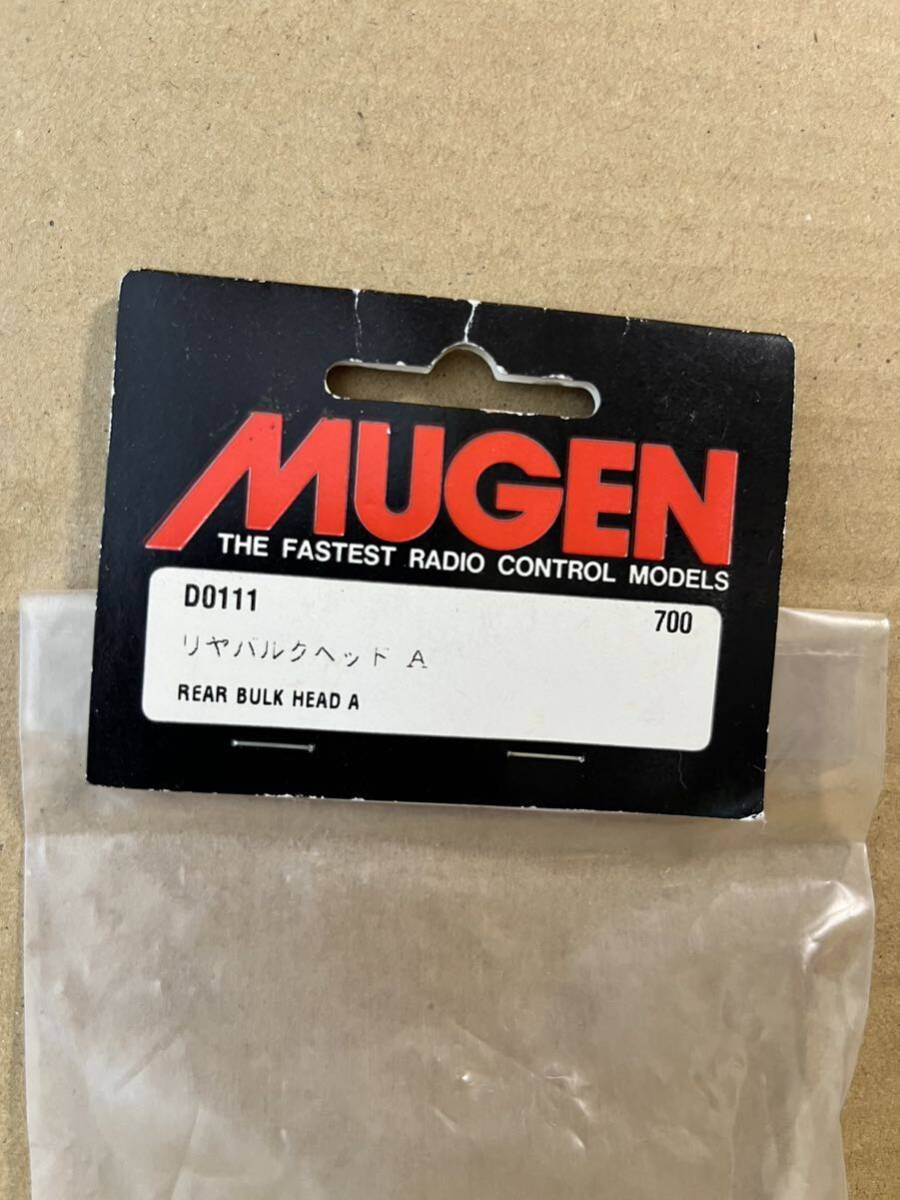 MUGEN
THE FASTEST RADIO CONTROL MODELS
D0111 700
リヤバルクヘッド A
REAR BULK HEAD A